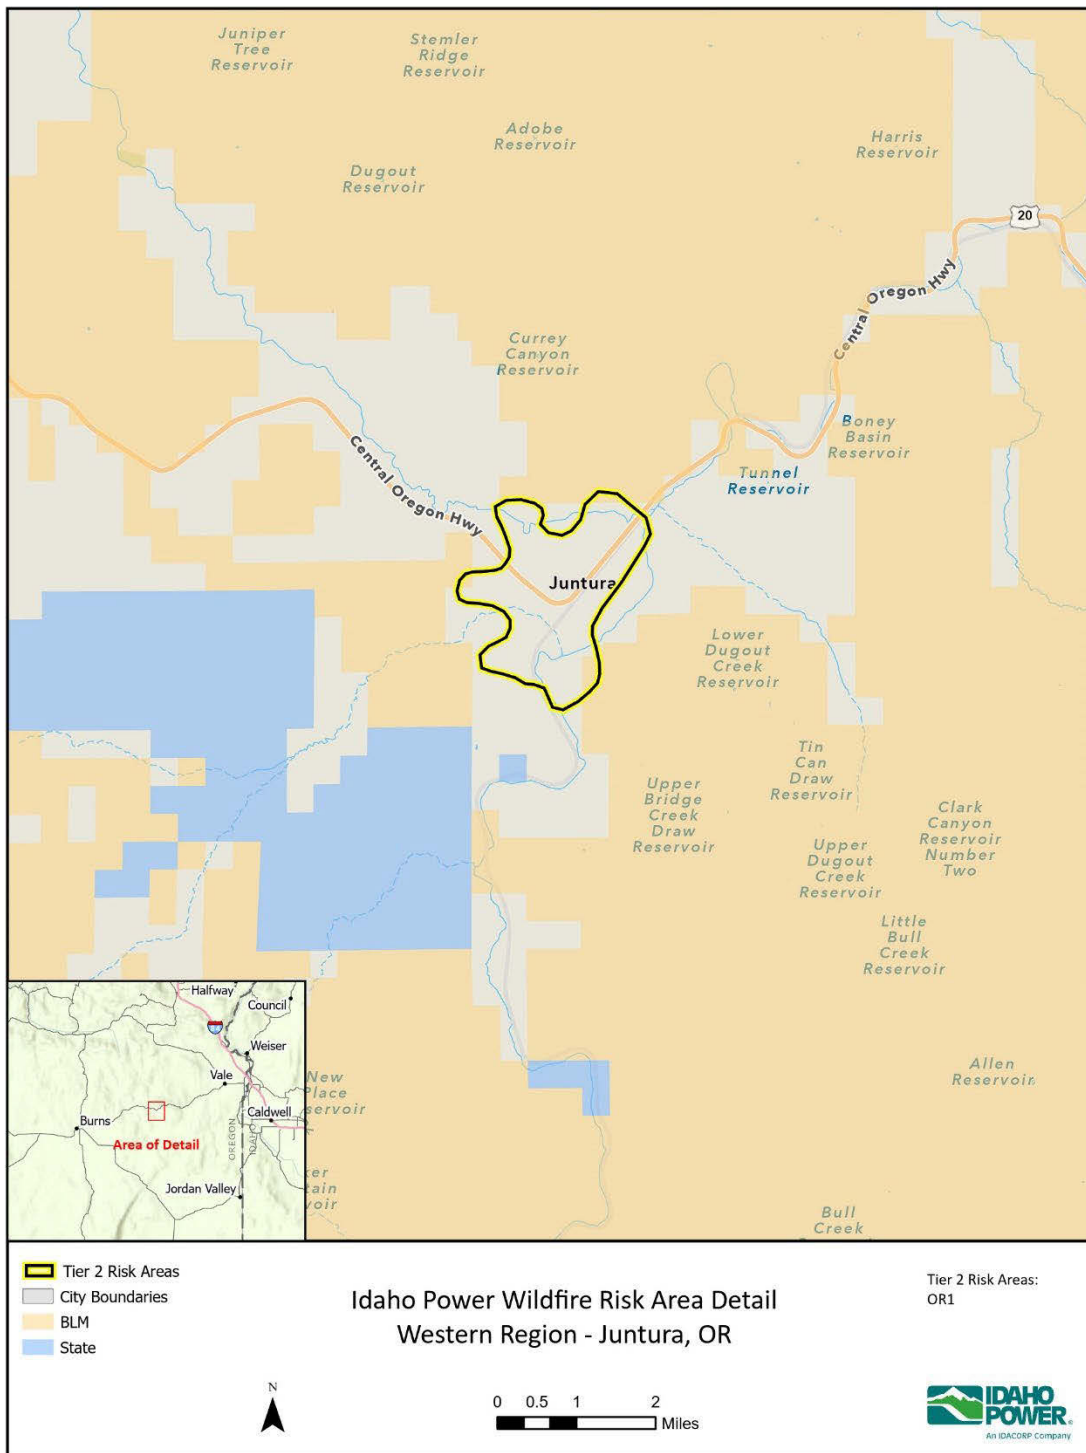 Juniper
Tree
Reservoir
Stemler
Ridge
Reservoir
Adobe
Reservoir
Harris
Reservoir
Dugout
Reservoir
20
Central Oregon Hwy
Currey
Canyon
Reservoir
Boney
Basin
Reservoir
Central Oregon Hwy
Tunnel
Reservoir
Juntura
Lower
Dugout
Creek
Reservoir
Tin
Can
Draw
Reservoir
Upper
Bridge
Creek
Draw
Reservoir
Clark
Canyon
Reservoir
Number
Two
Upper
Dugout
Creek
Reservoir
Little
Bull
Creek
Reservoir
Allen
Reservoir
New
Place
servoir
tain
voir
Bull
Creek
Halfway
Council
Weiser
Vale
Caldwell
Burns
OREGON
IDAHO
Area of Detail
Jordan Valley
Tier 2 Risk Areas
City Boundaries
BLM
State
Idaho Power Wildfire Risk Area Detail
Western Region - Juntura, OR
Tier 2 Risk Areas:
OR1
N
0 0.5 1 2
Miles
IDAHO
POWER®
An IDACORP Company